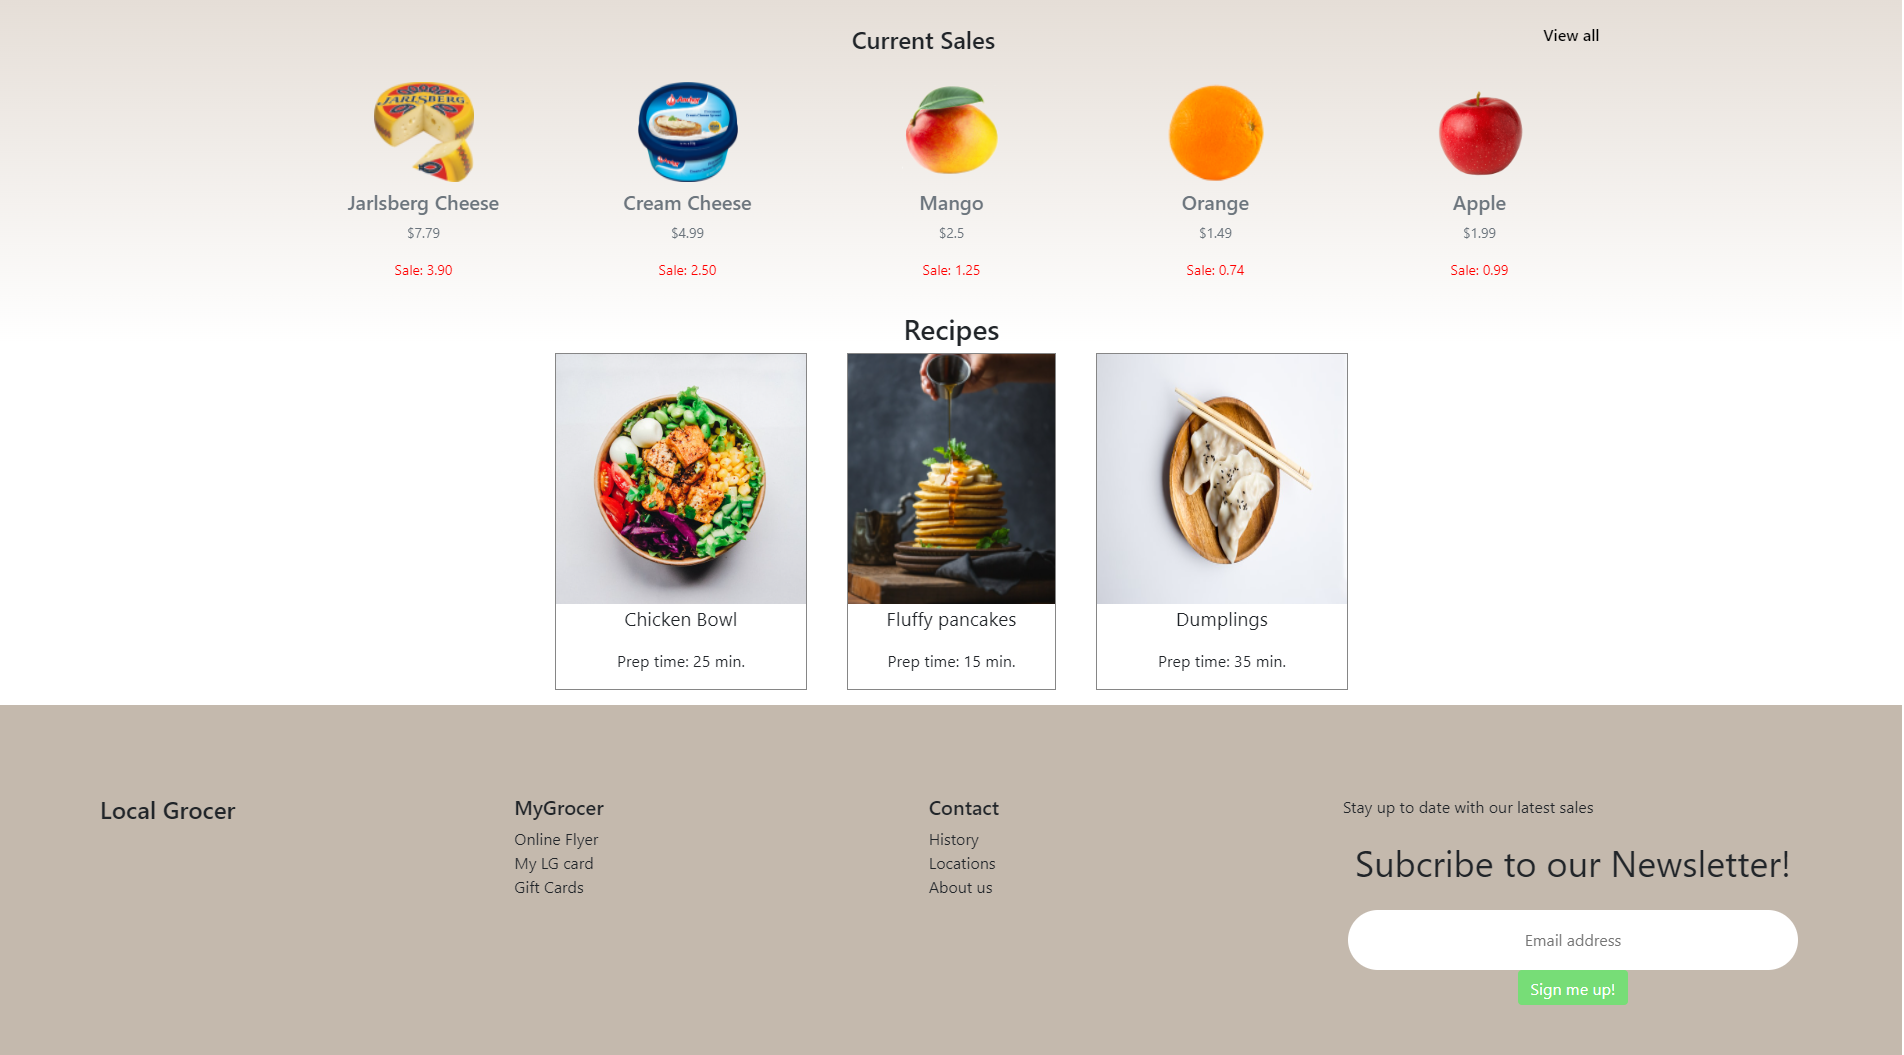 Current Sales
View all
JARLSBERG
Anchor
Jarlsberg Cheese
Cream Cheese
Mango
Orange
Apple
$7.79
$4.99
$2.5
$1.49
$1.99
Sale: 3.90
Sale: 2.50
Sale: 1.25
Sale: 0.74
Sale: 0.99
Recipes
Chicken Bowl
Fluffy pancakes
Dumplings
Prep time: 25 min.
Prep time: 15 min.
Prep time: 35 min.
Local Grocer
MyGrocer
Online Flyer
My LG card
Gift Cards
Contact
History
Locations
About us
Stay up to date with our latest sales
Subcribe to our Newsletter!
Email address
Sign me up!